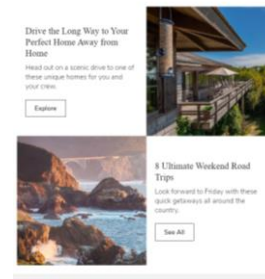 Drive the Long Way to Your
Perfect Home Away from
Home
Head out on a scenic drive to one of
these unique homes for you and
your crew.
Explore
8 Ultimate Weekend Road
Trips
Look forward to Friday with these
quick getaways all around the
country.
See All